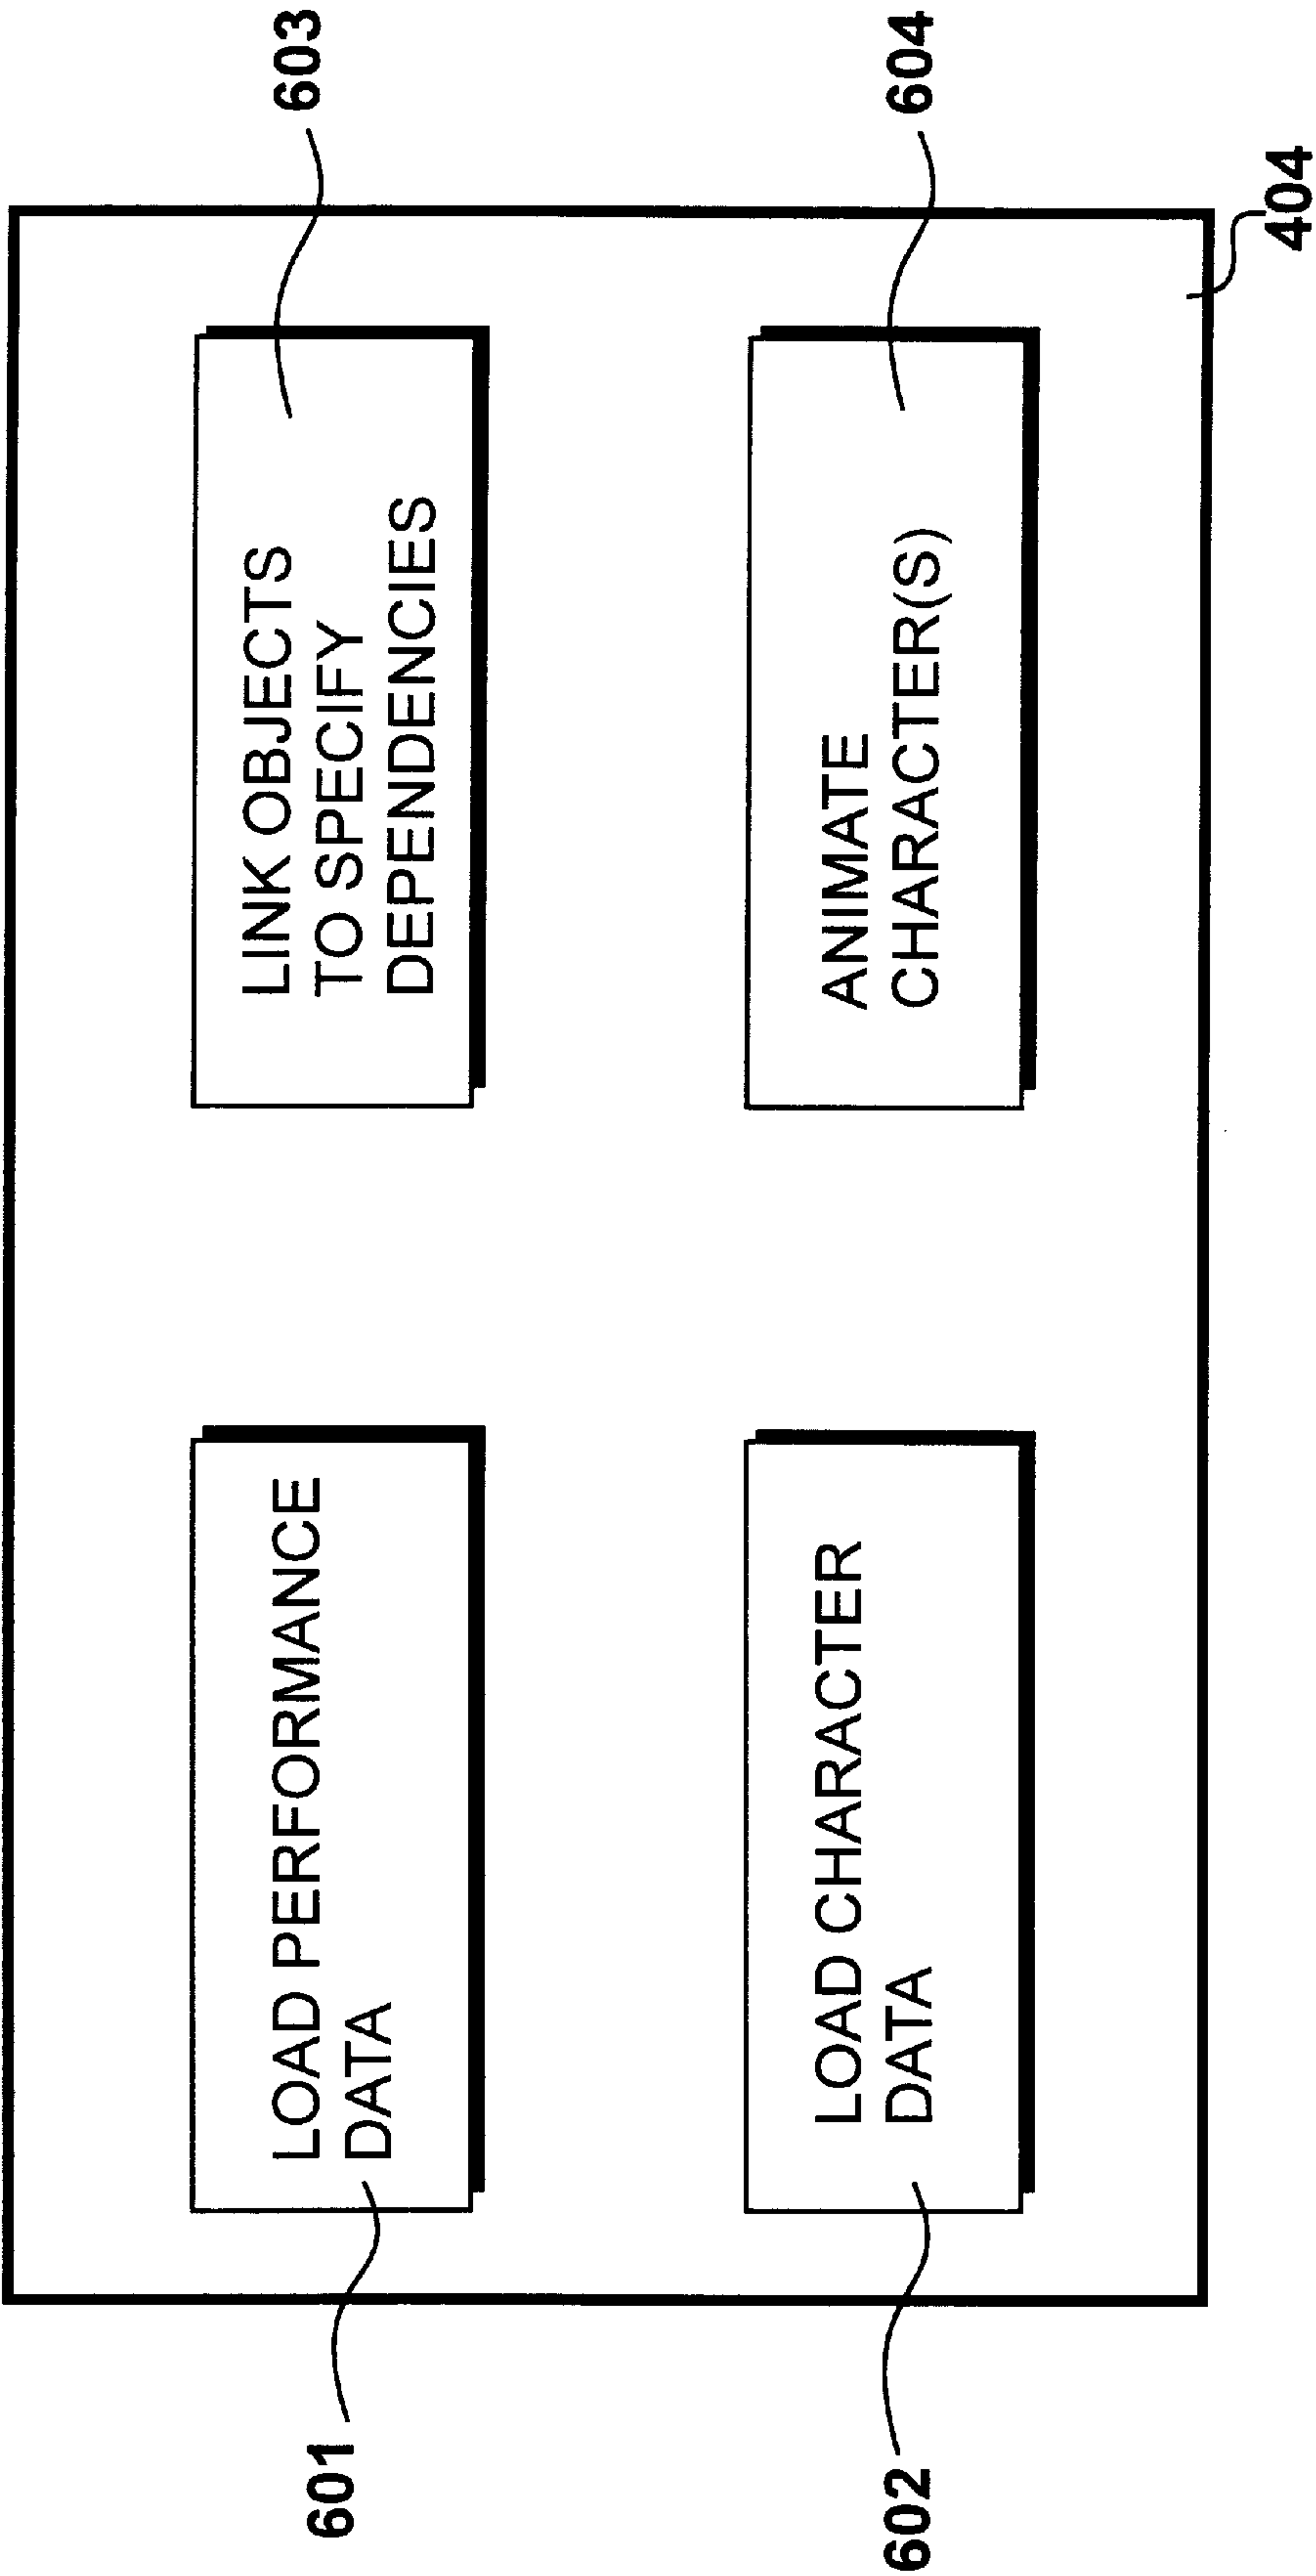 601
LOAD PERFORMANCE
DATA
LINK OBJECTS
TO SPECIFY
DEPENDENCIES
603
602
LOAD CHARACTER
DATA
ANIMATE
CHARACTER(S)
604
404